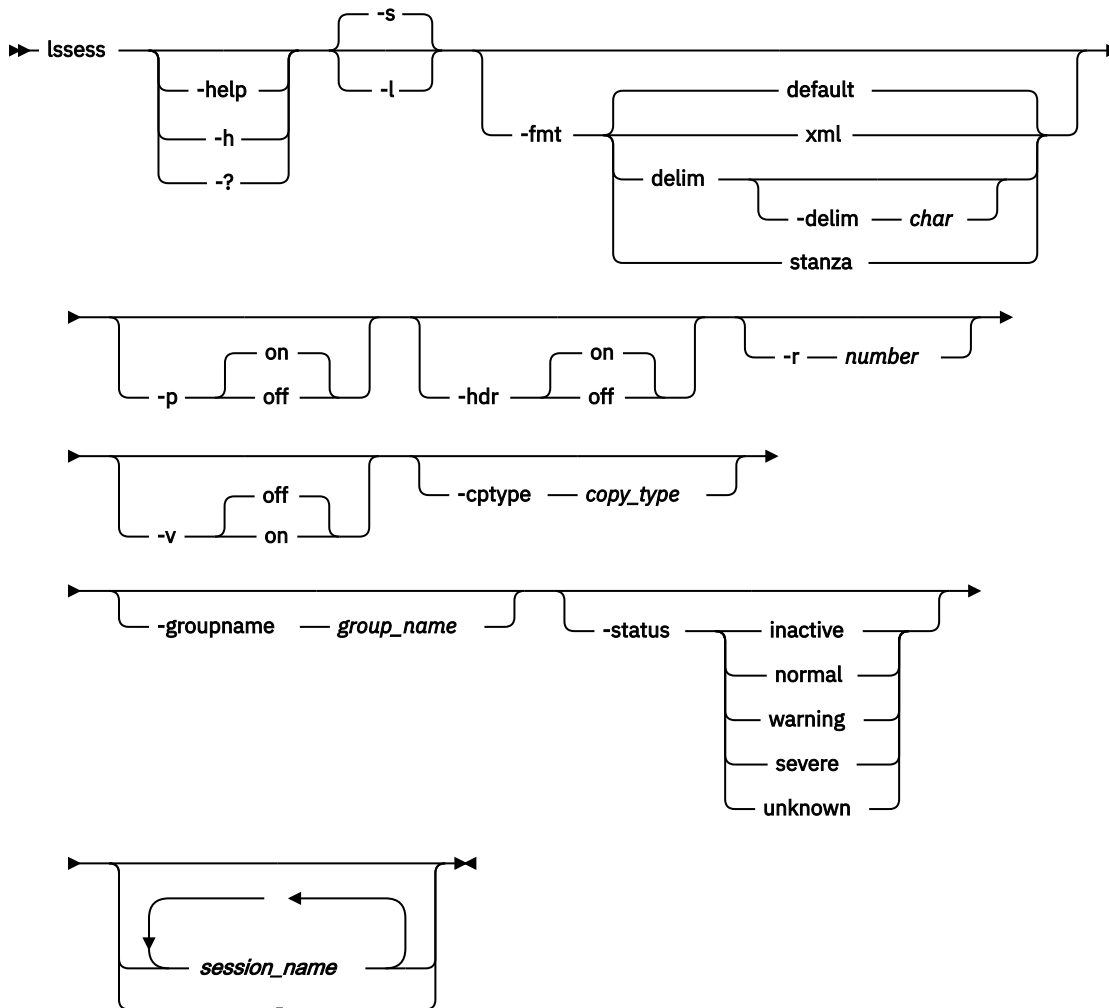 lssess
-help
-h
-?
-s
-l
-fmt
default
xml
delim
-delim char
stanza
-p
on
off
-hdr
on
off
-r number
-v
off
on
-cptype copy_type
-groupname group_name
-status
inactive
normal
warning
severe
unknown
session_name